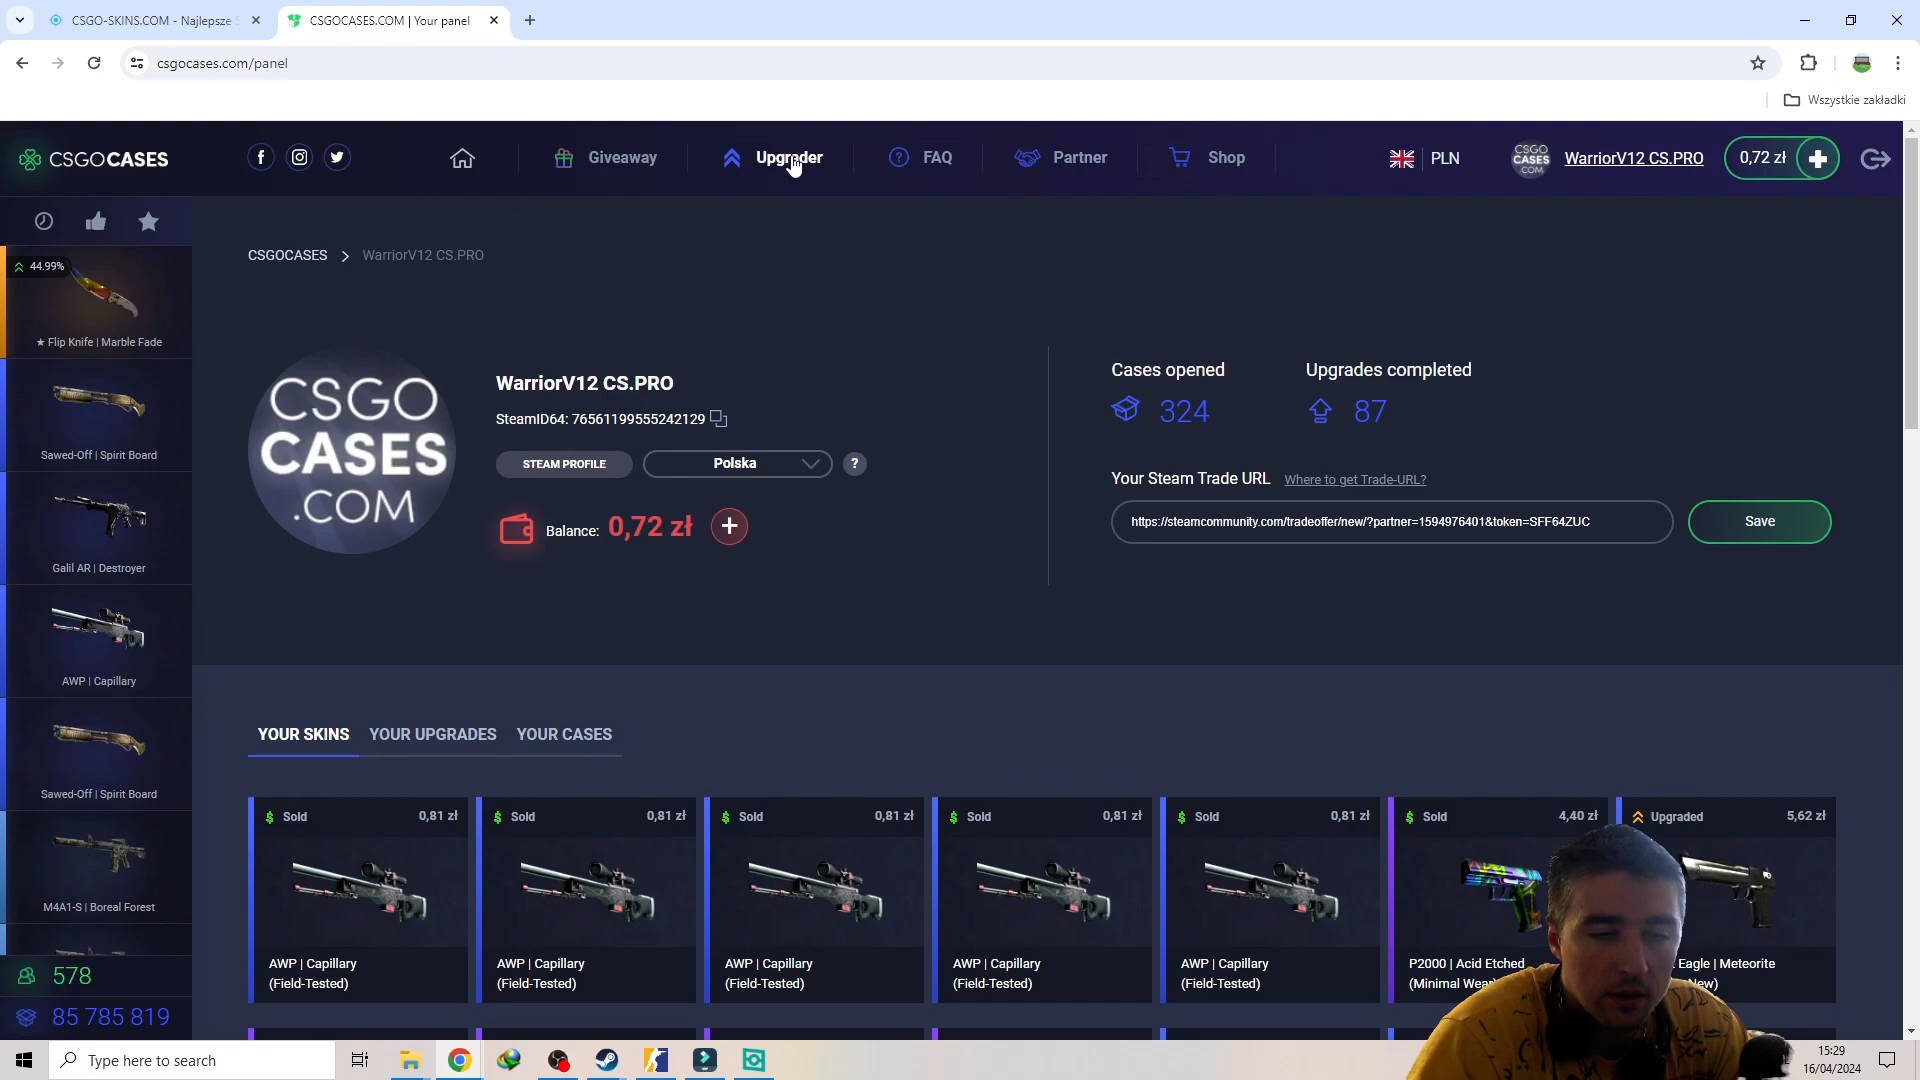 CSGO-SKINS.COM - Najlepsze
CSGOCASES.COM | Your panel
csgocases.com/panel
Wszystkie zakładki
CSGOCASES
Giveaway
Upgrader
FAQ
Partner
Shop
PLN
CSGO
CASES
.COM
WarriorV12 CS.PRO
0,72 zł
44.99%
★ Flip Knife | Marble Fade
Sawed-Off | Spirit Board
Galil AR | Destroyer
AWP | Capillary
Sawed-Off | Spirit Board
M4A1-S | Boreal Forest
578
85 785 819
CSGOCASES > WarriorV12 CS.PRO
CSGO
CASES
.COM
WarriorV12 CS.PRO
SteamID64: 76561199555242129
STEAM PROFILE
Polska
?
Balance: 0,72 zł
Cases opened
324
Upgrades completed
87
Your Steam Trade URL
Where to get Trade-URL?
https://steamcommunity.com/tradeoffer/new/?partner=1594976401&token=SFF64ZUC
Save
YOUR SKINS
YOUR UPGRADES
YOUR CASES
$ Sold 0,81 zł
AWP | Capillary
(Field-Tested)
$ Sold 0,81 zł
AWP | Capillary
(Field-Tested)
$ Sold 0,81 zł
AWP | Capillary
(Field-Tested)
$ Sold 0,81 zł
AWP | Capillary
(Field-Tested)
$ Sold 0,81 zł
AWP | Capillary
(Field-Tested)
$ Sold 4,40 zł
P2000 | Acid Etched
(Minimal Wear
Upgraded 5,62 zł
Eagle | Meteorite
New)
Type here to search
15:29
16/04/2024